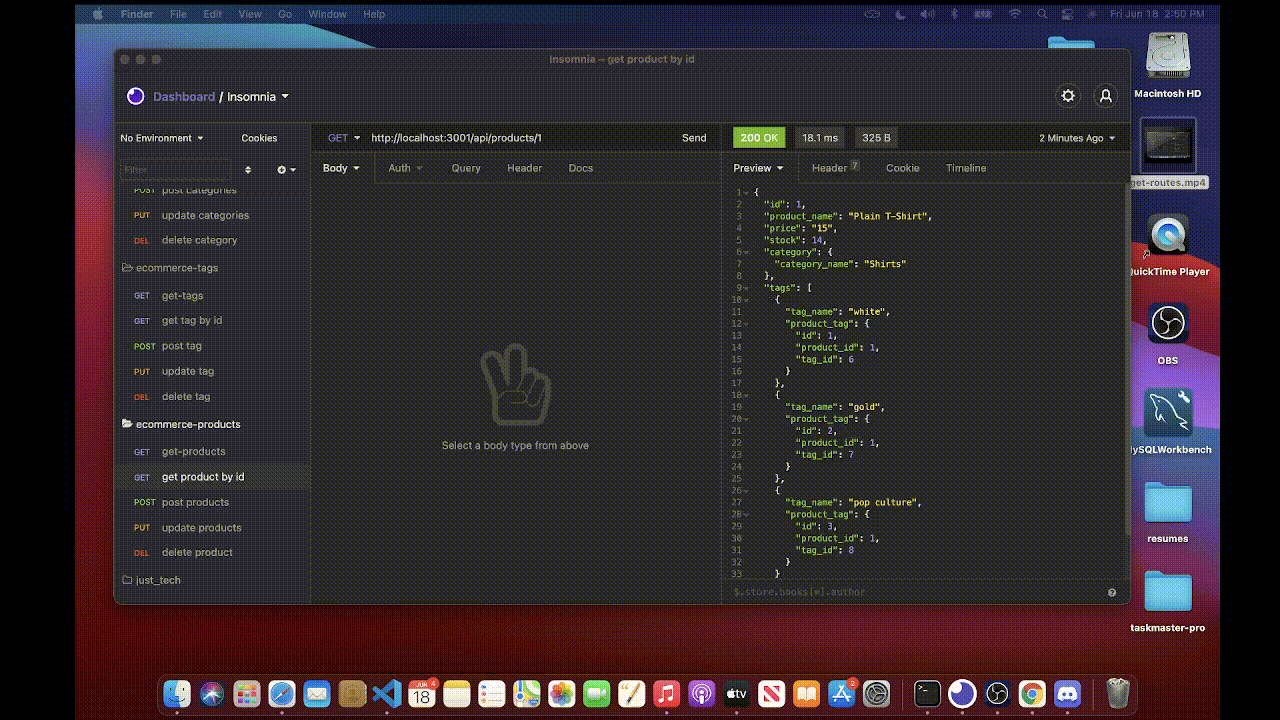 Finder File Edit View Go Window Help
Fri Jun 18 2:50 PM
Insomnia – get product by id
Dashboard / Insomnia
No Environment
Cookies
GET http://localhost:3001/api/products/1 Send
200 OK 18.1 ms 325 B 2 Minutes Ago
Filter
Body Auth Query Header Docs
Preview Header 7 Cookie Timeline
POST post categories
PUT update categories
DEL delete category
ecommerce-tags
GET get-tags
GET get tag by id
POST post tag
PUT update tag
DEL delete tag
ecommerce-products
GET get-products
GET get product by id
POST post products
PUT update products
DEL delete product
just_tech
Select a body type from above
1 {
2 "id": 1,
3 "product_name": "Plain T-Shirt",
4 "price": "15",
5 "stock": 14,
6 "category": {
7 "category_name": "Shirts"
8 },
9 "tags": [
10 {
11 "tag_name": "white",
12 "product_tag": {
13 "id": 1,
14 "product_id": 1,
15 "tag_id": 6
16 }
17 },
18 {
19 "tag_name": "gold",
20 "product_tag": {
21 "id": 2,
22 "product_id": 1,
23 "tag_id": 7
24 }
25 },
26 {
27 "tag_name": "pop culture",
28 "product_tag": {
29 "id": 3,
30 "product_id": 1,
31 "tag_id": 8
32 }
33 }
$.store.books[*].author
Macintosh HD
get-routes.mp4
QuickTime Player
OBS
MySQLWorkbench
resumes
taskmaster-pro
JUN
18
4
tv
2